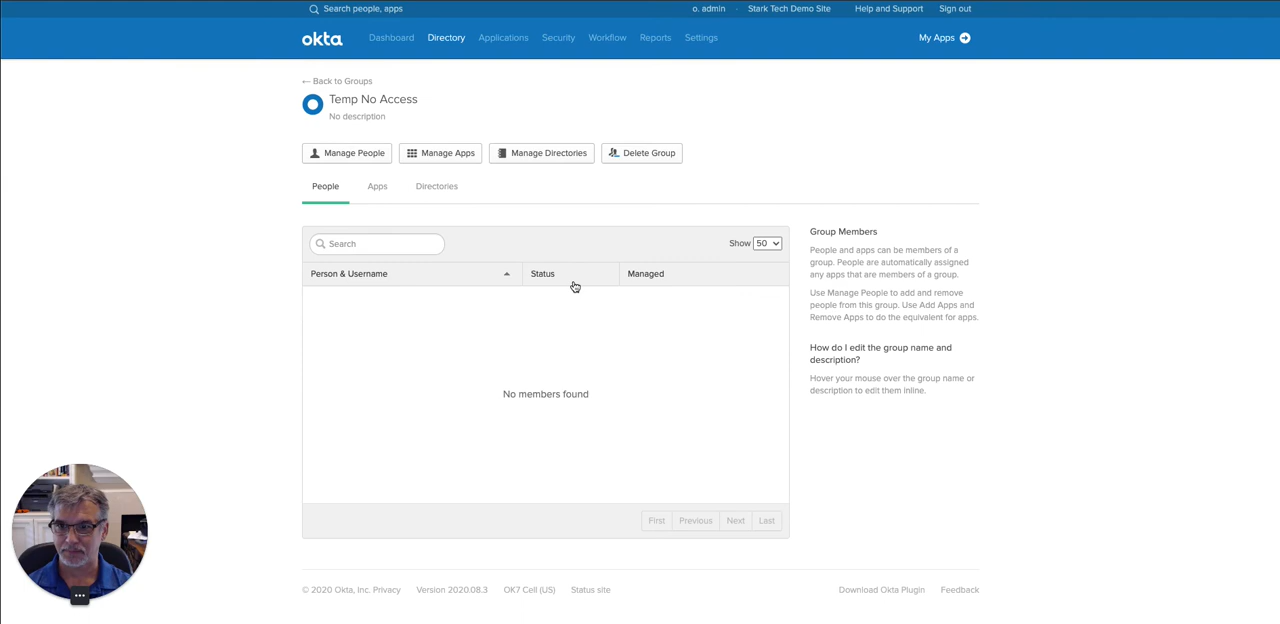 Search people, apps
o. admin · Stark Tech Demo Site Help and Support Sign out
okta Dashboard Directory Applications Security Workflow Reports Settings My Apps
← Back to Groups
Temp No Access
No description
Manage People Manage Apps Manage Directories Delete Group
People Apps Directories
Search
Show 50
Person & Username Status Managed
No members found
First Previous Next Last
Group Members
People and apps can be members of a
group. People are automatically assigned
any apps that are members of a group.
Use Manage People to add and remove
people from this group. Use Add Apps and
Remove Apps to do the equivalent for apps.
How do I edit the group name and
description?
Hover your mouse over the group name or
description to edit them inline.
© 2020 Okta, Inc. Privacy Version 2020.08.3 OK7 Cell (US) Status site Download Okta Plugin Feedback